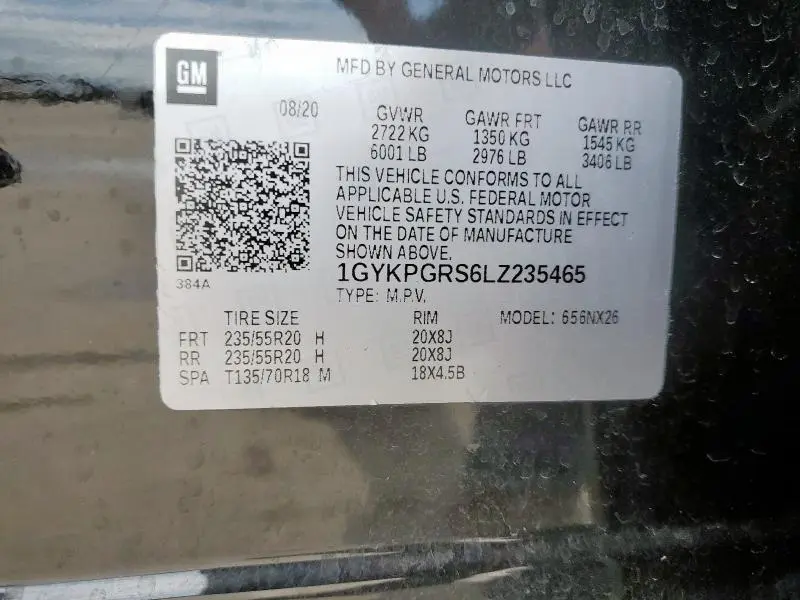 GM
MFD BY GENERAL MOTORS LLC
08/20
GVWR GAWR FRT GAWR RR
2722 KG 1350 KG 1545 KG
6001 LB 2976 LB 3406 LB
THIS VEHICLE CONFORMS TO ALL
APPLICABLE U.S. FEDERAL MOTOR
VEHICLE SAFETY STANDARDS IN EFFECT
ON THE DATE OF MANUFACTURE
SHOWN ABOVE.
1GYKPGRS6LZ235465
384A
TYPE: M.P.V.
TIRE SIZE RIM MODEL: 656NX26
FRT 235/55R20 H 20X8J
RR 235/55R20 H 20X8J
SPA T135/70R18 M 18X4.5B